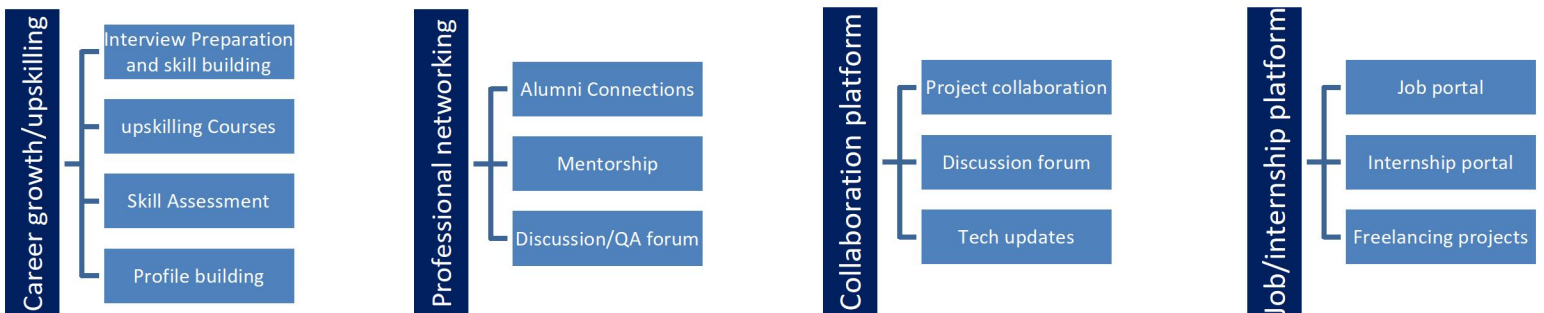 Career growth/upskilling
Interview Preparation
and skill building
upskilling Courses
Skill Assessment
Profile building
Professional networking
Alumni Connections
Mentorship
Discussion/QA forum
Collaboration platform
Project collaboration
Discussion forum
Tech updates
Job/internship platform
Job portal
Internship portal
Freelancing projects